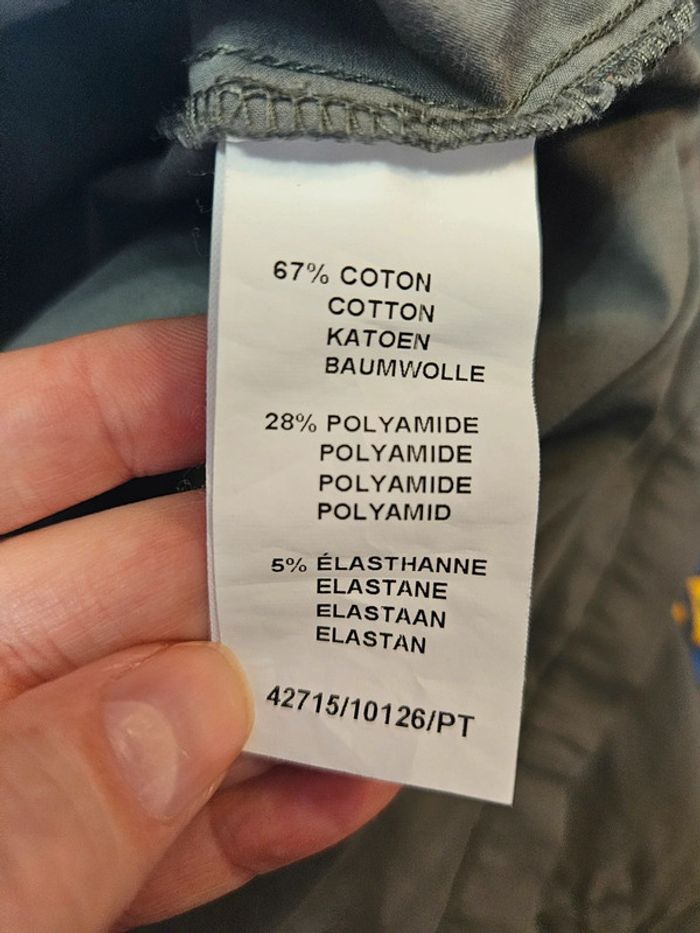 67% COTON
COTTON
KATOEN
BAUMWOLLE
28% POLYAMIDE
POLYAMIDE
POLYAMIDE
POLYAMID
5% ÉLASTHANNE
ELASTANE
ELASTAAN
ELASTAN
42715/10126/PT